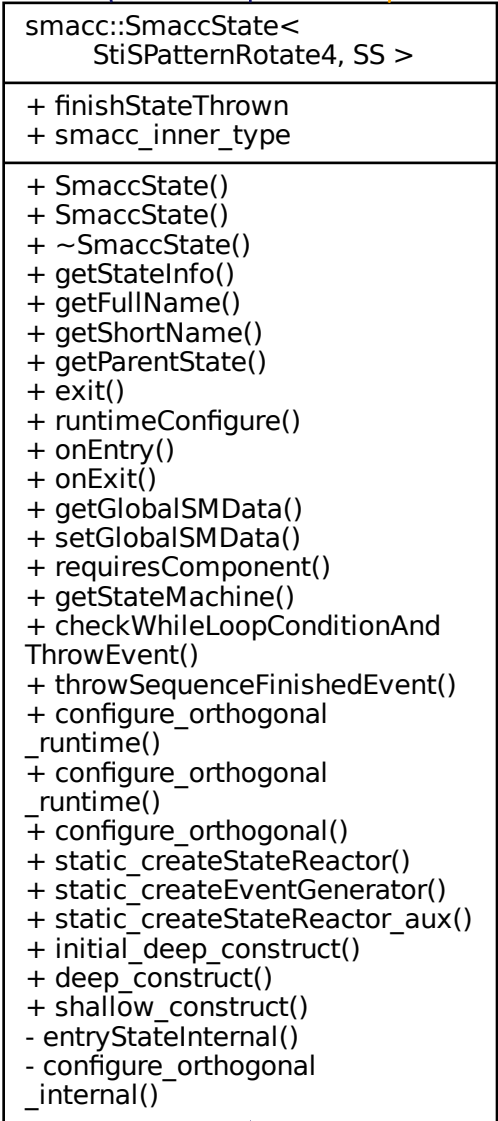 smacc::SmaccState<
StiSPatternRotate4, SS >
+ finishStateThrown
+ smacc_inner_type
+ SmaccState()
+ SmaccState()
+ ~SmaccState()
+ getStateInfo()
+ getFullName()
+ getShortName()
+ getParentState()
+ exit()
+ runtimeConfigure()
+ onEntry()
+ onExit()
+ getGlobalSMData()
+ setGlobalSMData()
+ requiresComponent()
+ getStateMachine()
+ checkWhileLoopConditionAnd
ThrowEvent()
+ throwSequenceFinishedEvent()
+ configure_orthogonal
_runtime()
+ configure_orthogonal
_runtime()
+ configure_orthogonal()
+ static_createStateReactor()
+ static_createEventGenerator()
+ static_createStateReactor_aux()
+ initial_deep_construct()
+ deep_construct()
+ shallow_construct()
- entryStateInternal()
- configure_orthogonal
_internal()